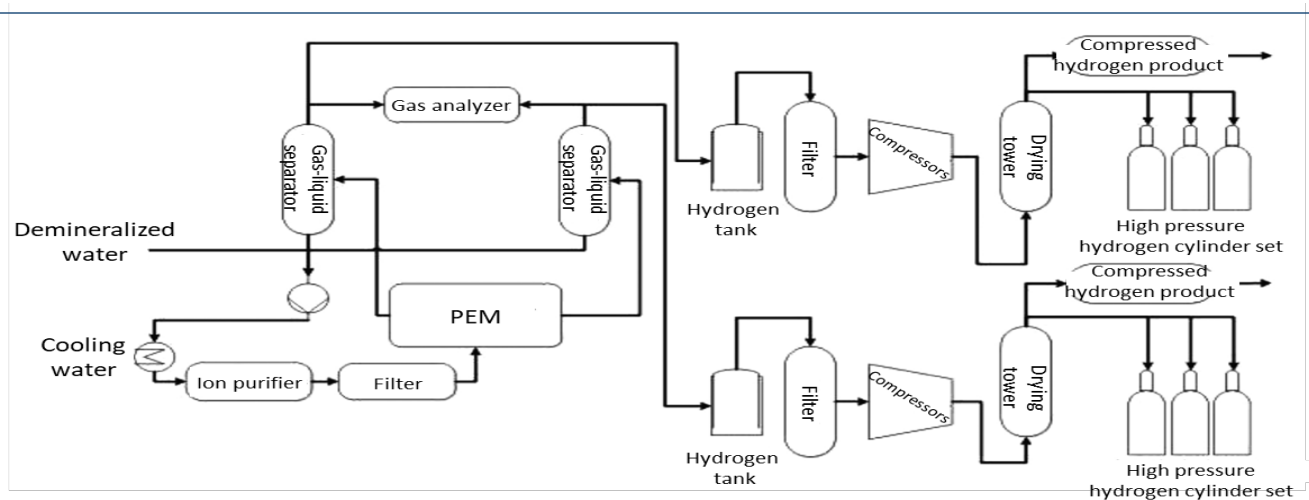 Compressed
hydrogen product
Gas analyzer
Gas-liquid
separator
Gas-liquid
separator
Filter
Compressors
Drying
tower
Hydrogen
tank
High pressure
hydrogen cylinder set
Demineralized
water
Compressed
hydrogen product
PEM
Cooling
water
Ion purifier
Filter
Filter
Compressors
Drying
tower
Hydrogen
tank
High pressure
hydrogen cylinder set